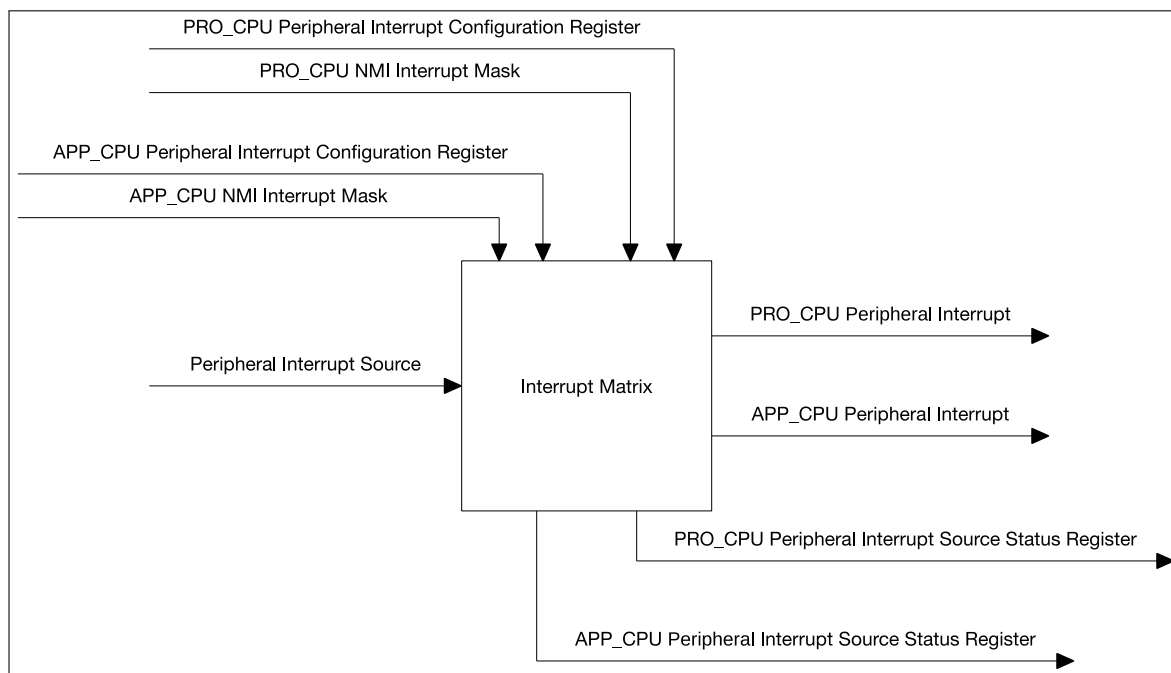 PRO_CPU Peripheral Interrupt Configuration Register
PRO_CPU NMI Interrupt Mask
APP_CPU Peripheral Interrupt Configuration Register
APP_CPU NMI Interrupt Mask
PRO_CPU Peripheral Interrupt
Peripheral Interrupt Source
Interrupt Matrix
APP_CPU Peripheral Interrupt
PRO_CPU Peripheral Interrupt Source Status Register
APP_CPU Peripheral Interrupt Source Status Register